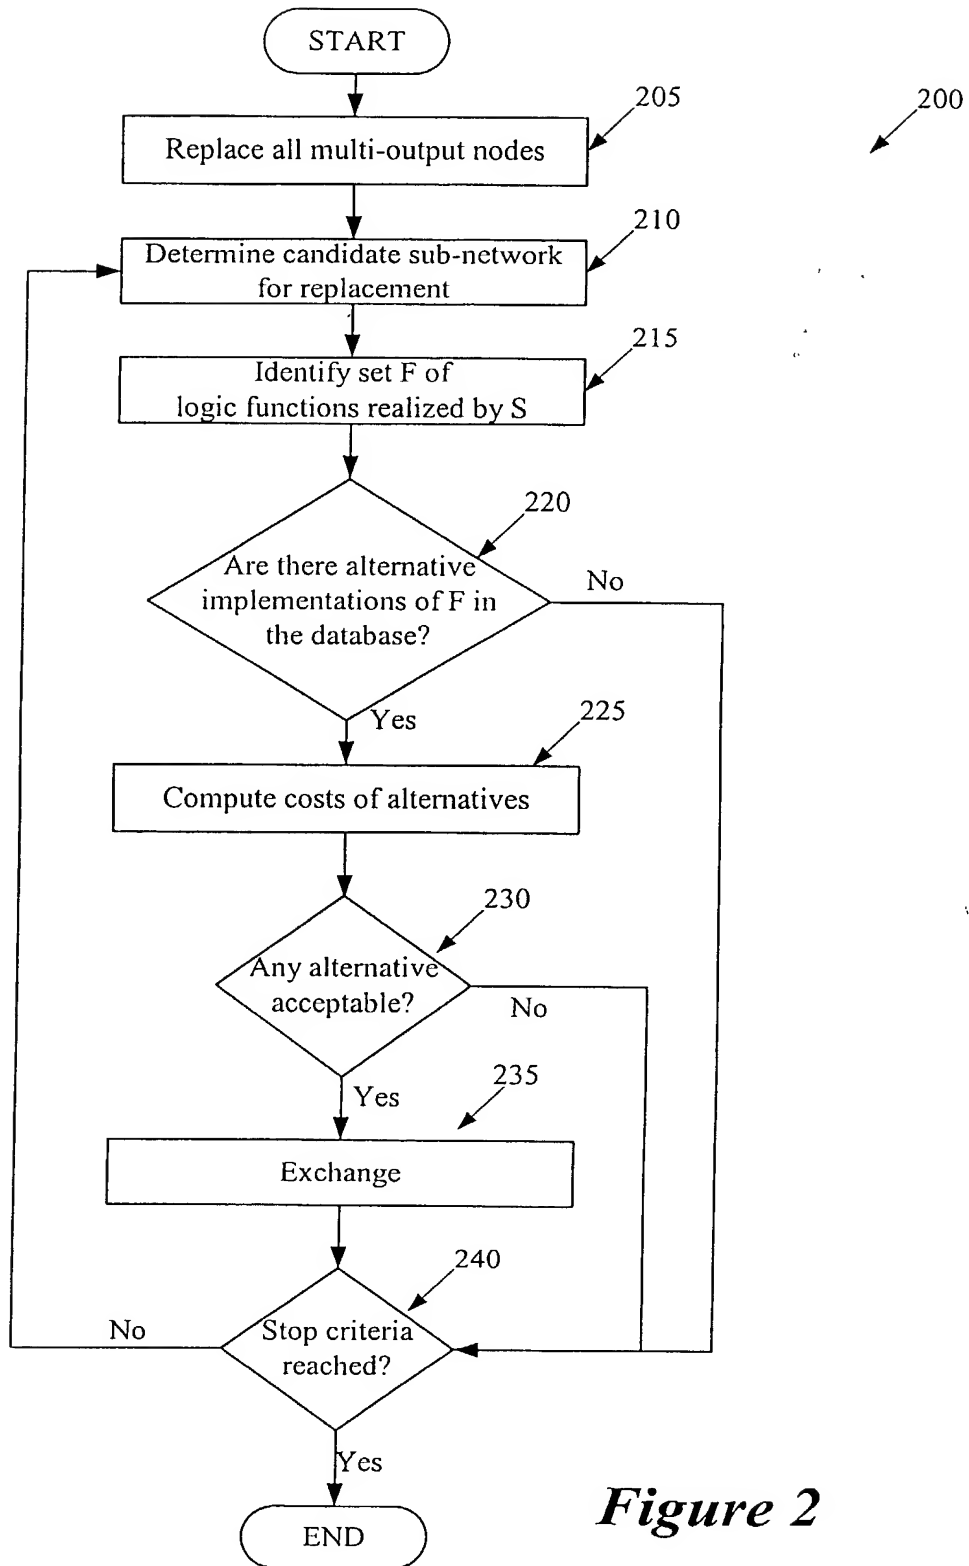 START
205
200
Replace all multi-output nodes
210
Determine candidate sub-network
for replacement
215
Identify set F of
logic functions realized by S
220
Are there alternative
implementations of F in
the database?
No
Yes
225
Compute costs of alternatives
230
Any alternative
acceptable?
No
Yes
235
Exchange
240
Stop criteria
reached?
No
Yes
END
Figure 2